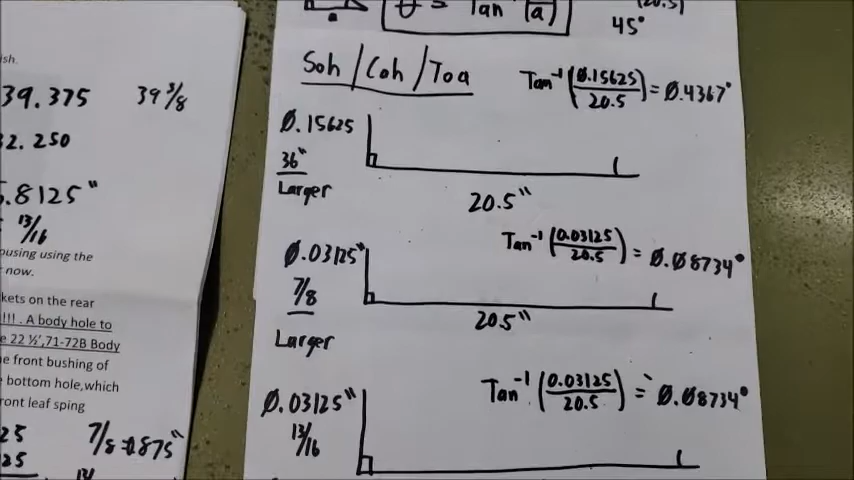 ish.
39.375 39 3/8
32.250
.8125"
13/16
ousing using the
now.
kets on the rear
!!! . A body hole to
e 22 ½',71-72B Body
e front bushing of
bottom hole,which
ront leaf sping
25 7/8 = .875"
25
θ = Tan
a
(20.5)
45°
Soh / Cah / Toa
Tan⁻¹ (0.15625/20.5) = 0.4367°
0.15625
36"
Larger
20.5"
Tan⁻¹ (0.03125/20.5) = 0.08734°
0.03125"
7/8
Larger
20.5"
Tan⁻¹ (0.03125/20.5) = 0.08734°
0.03125"
13/16